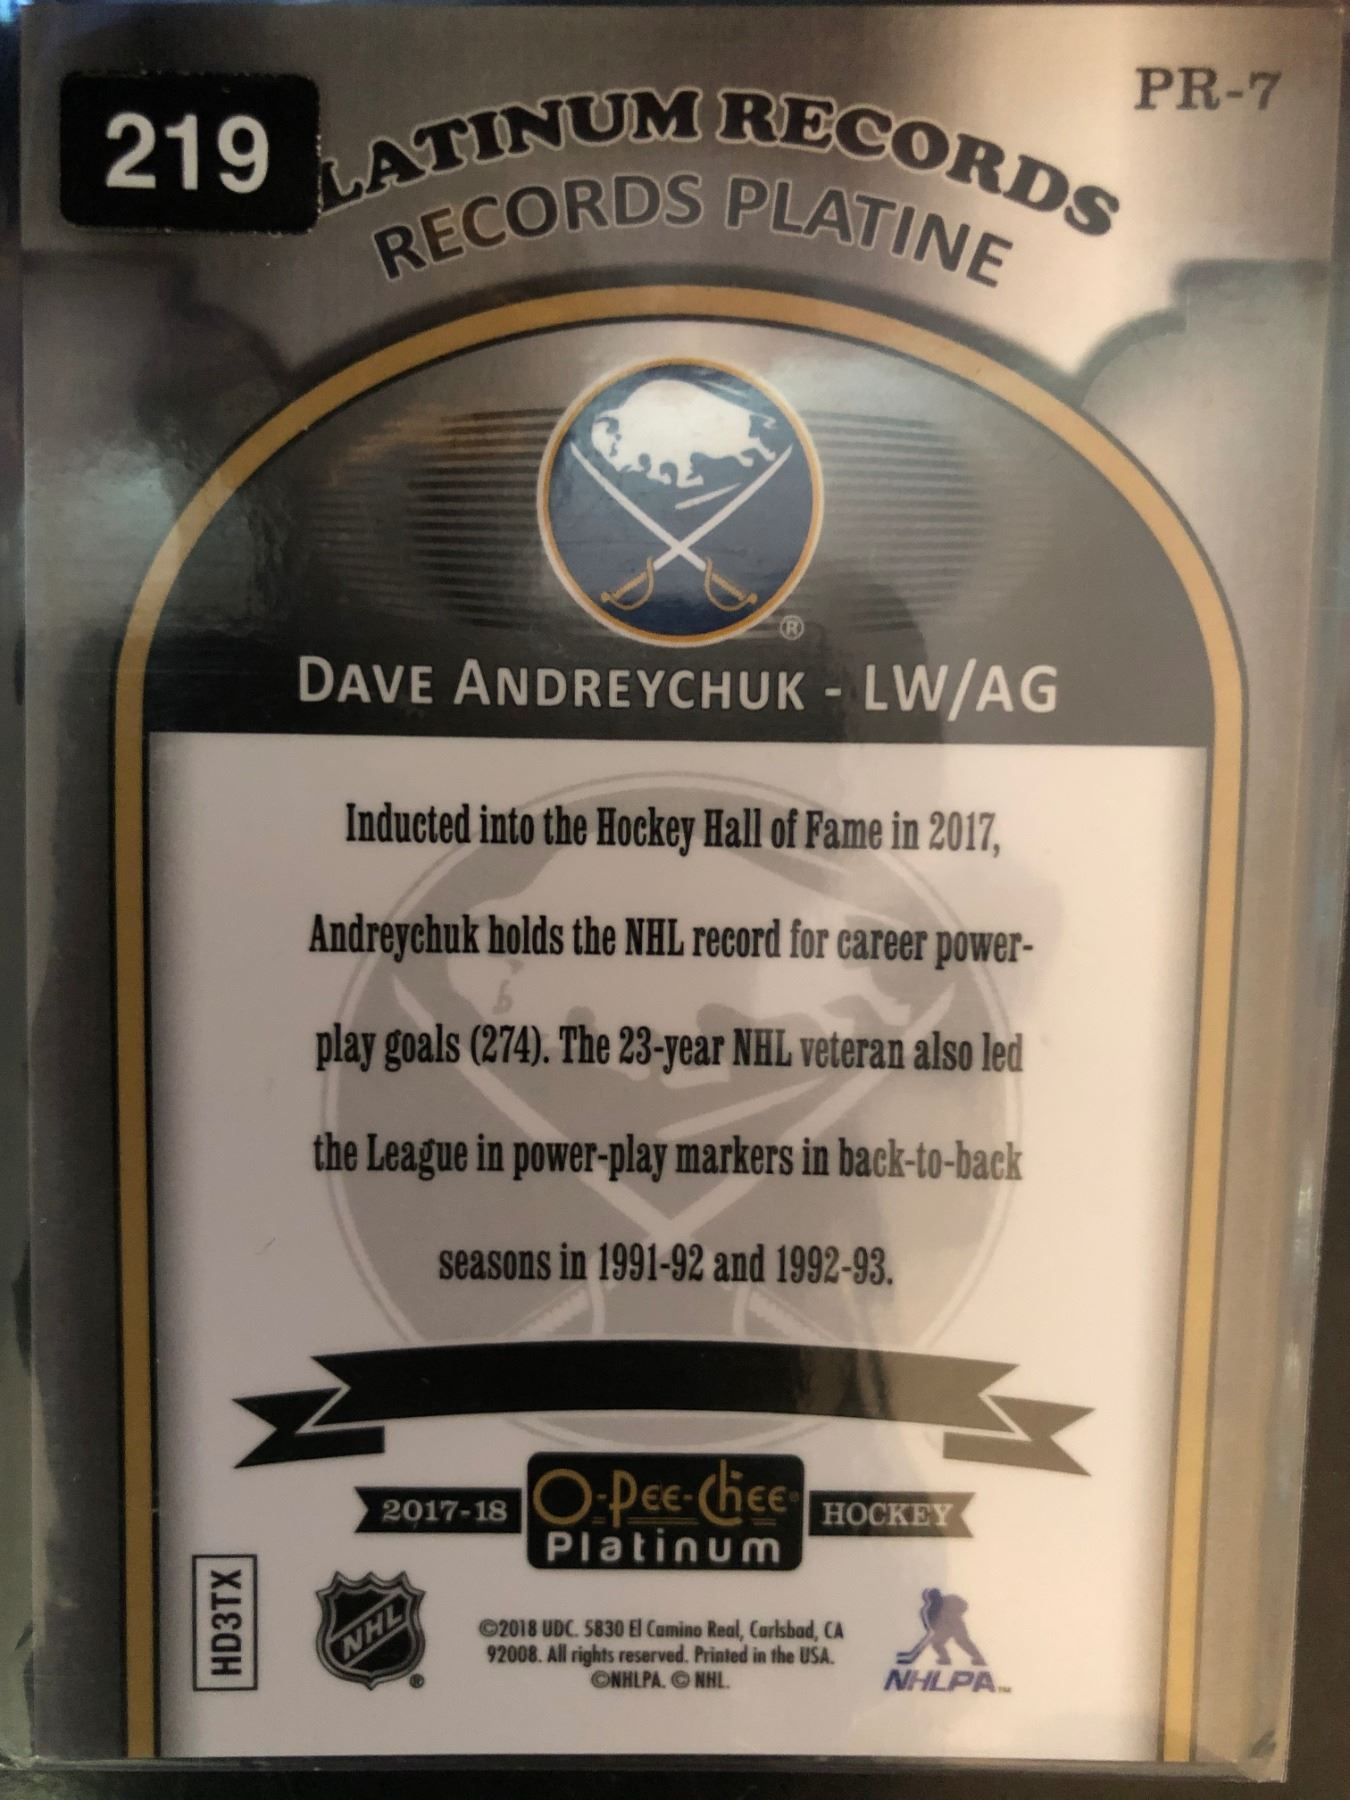 219
PR-7
LATINUM RECORDS
RECORDS PLATINE
®
DAVE ANDREYCHUK - LW/AG
Inducted into the Hockey Hall of Fame in 2017,
Andreychuk holds the NHL record for career power-
play goals (274). The 23-year NHL veteran also led
the League in power-play markers in back-to-back
seasons in 1991-92 and 1992-93.
2017-18 O-Pee-Chee® HOCKEY
Platinum
HD3TX
NHL ®
©2018 UDC. 5830 El Camino Real, Carlsbad, CA
92008. All rights reserved. Printed in the USA.
©NHLPA. © NHL.
NHLPA™